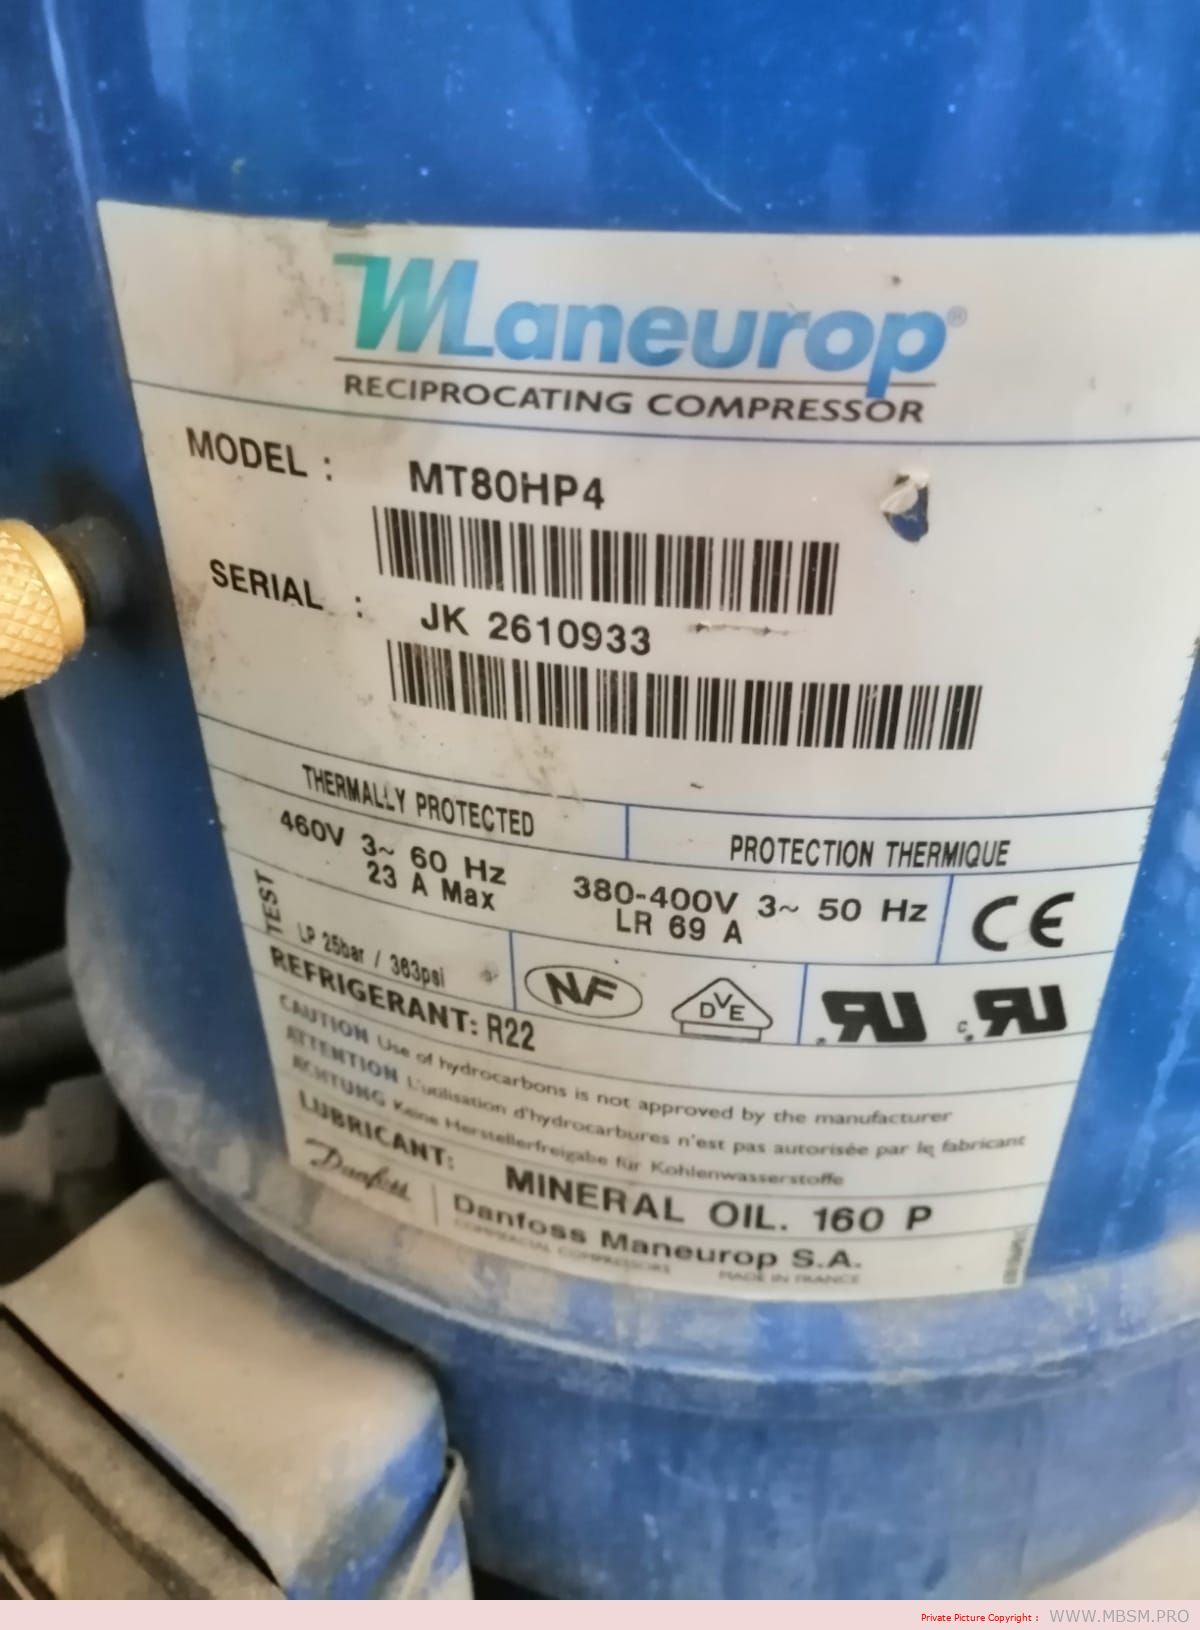 Maneurop®
RECIPROCATING COMPRESSOR
MODEL : MT80HP4
SERIAL : JK 2610933
THERMALLY PROTECTED
PROTECTION THERMIQUE
460V 3~ 60 Hz
23 A Max
380-400V 3~ 50 Hz
LR 69 A
CE
TEST
LP 25bar / 363psi
NF
DVE
REFRIGERANT: R22
CAUTION Use of hydrocarbons is not approved by the manufacturer
ATTENTION L'utilisation d'hydrocarbures n'est pas autorisée par le fabricant
ACHTUNG Keine Herstellerfreigabe für Kohlenwasserstoffe
LUBRICANT: MINERAL OIL. 160 P
Danfoss
Danfoss Maneurop S.A.
COMMERCIAL COMPRESSORS MADE IN FRANCE
Private Picture Copyright : WWW.MBSM.PRO